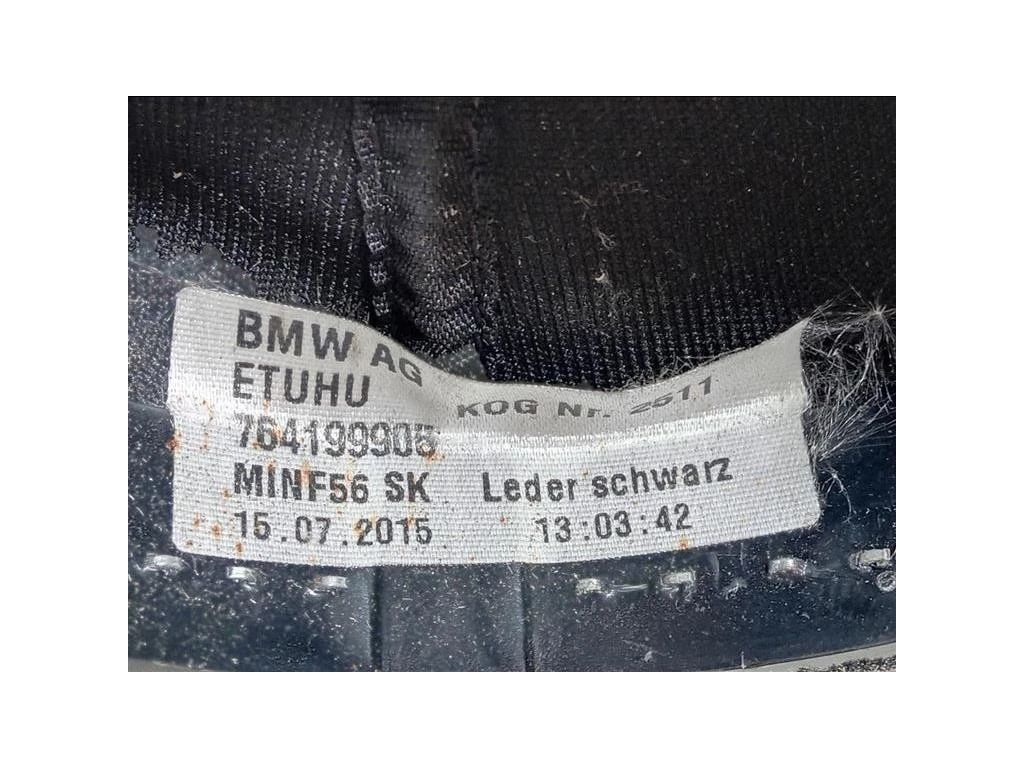 BMW AG
ETUHU KOG Nr. 2511
764199905
MINF56 SK Leder schwarz
15.07.2015 13:03:42